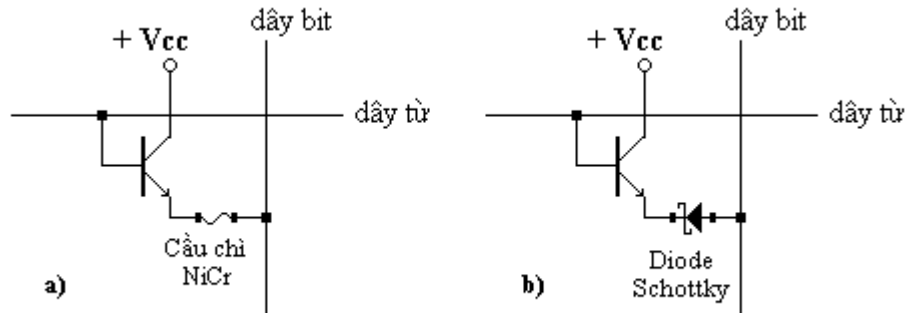 dây bit
+ Vcc
dây từ
Cầu chì
NiCr
a)
dây bit
+ Vcc
dây từ
Diode
Schottky
b)